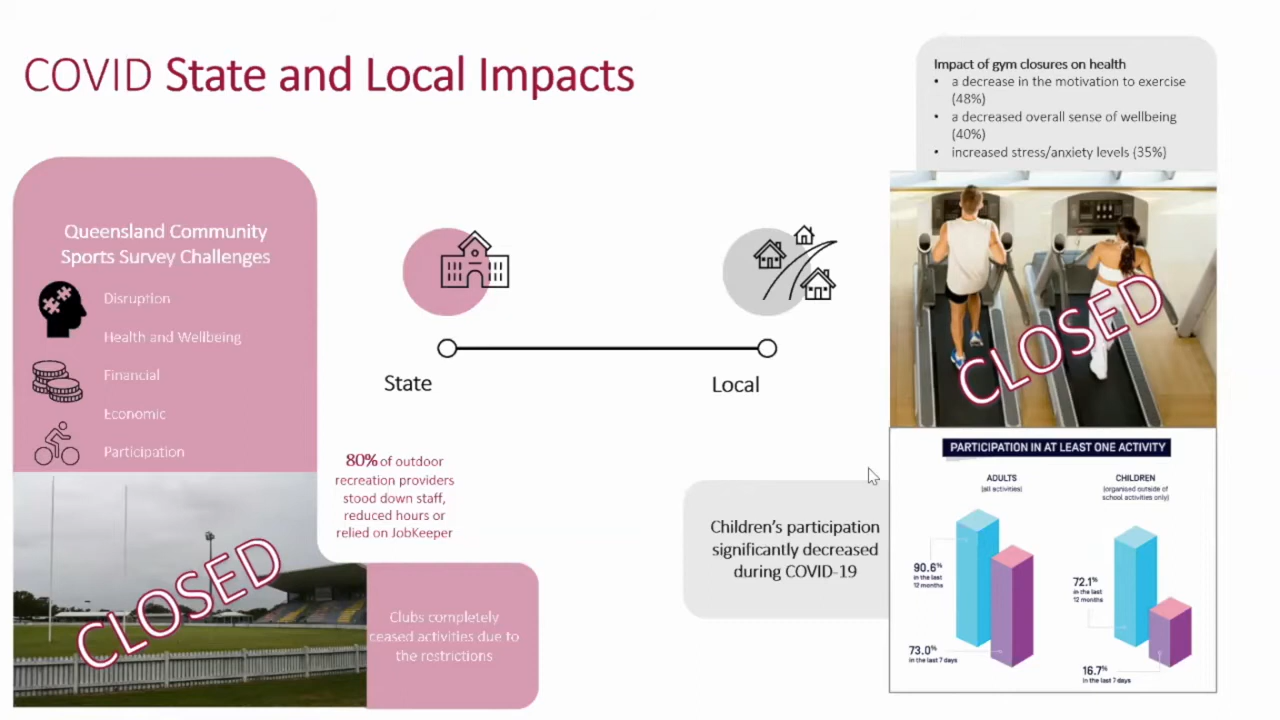 COVID State and Local Impacts
Queensland Community
Sports Survey Challenges
Disruption
Health and Wellbeing
Financial
Economic
Participation
CLOSED
80% of outdoor
recreation providers
stood down staff,
reduced hours or
relied on JobKeeper
Clubs completely
ceased activities due to
the restrictions
State
Local
Children's participation
significantly decreased
during COVID-19
Impact of gym closures on health
• a decrease in the motivation to exercise
(48%)
• a decreased overall sense of wellbeing
(40%)
• increased stress/anxiety levels (35%)
CLOSED
PARTICIPATION IN AT LEAST ONE ACTIVITY
ADULTS
(all activities)
90.6%
in the last
12 months
73.0%
in the last 7 days
CHILDREN
(organised outside of
school activities only)
72.1%
in the last
12 months
16.7%
in the last 7 days